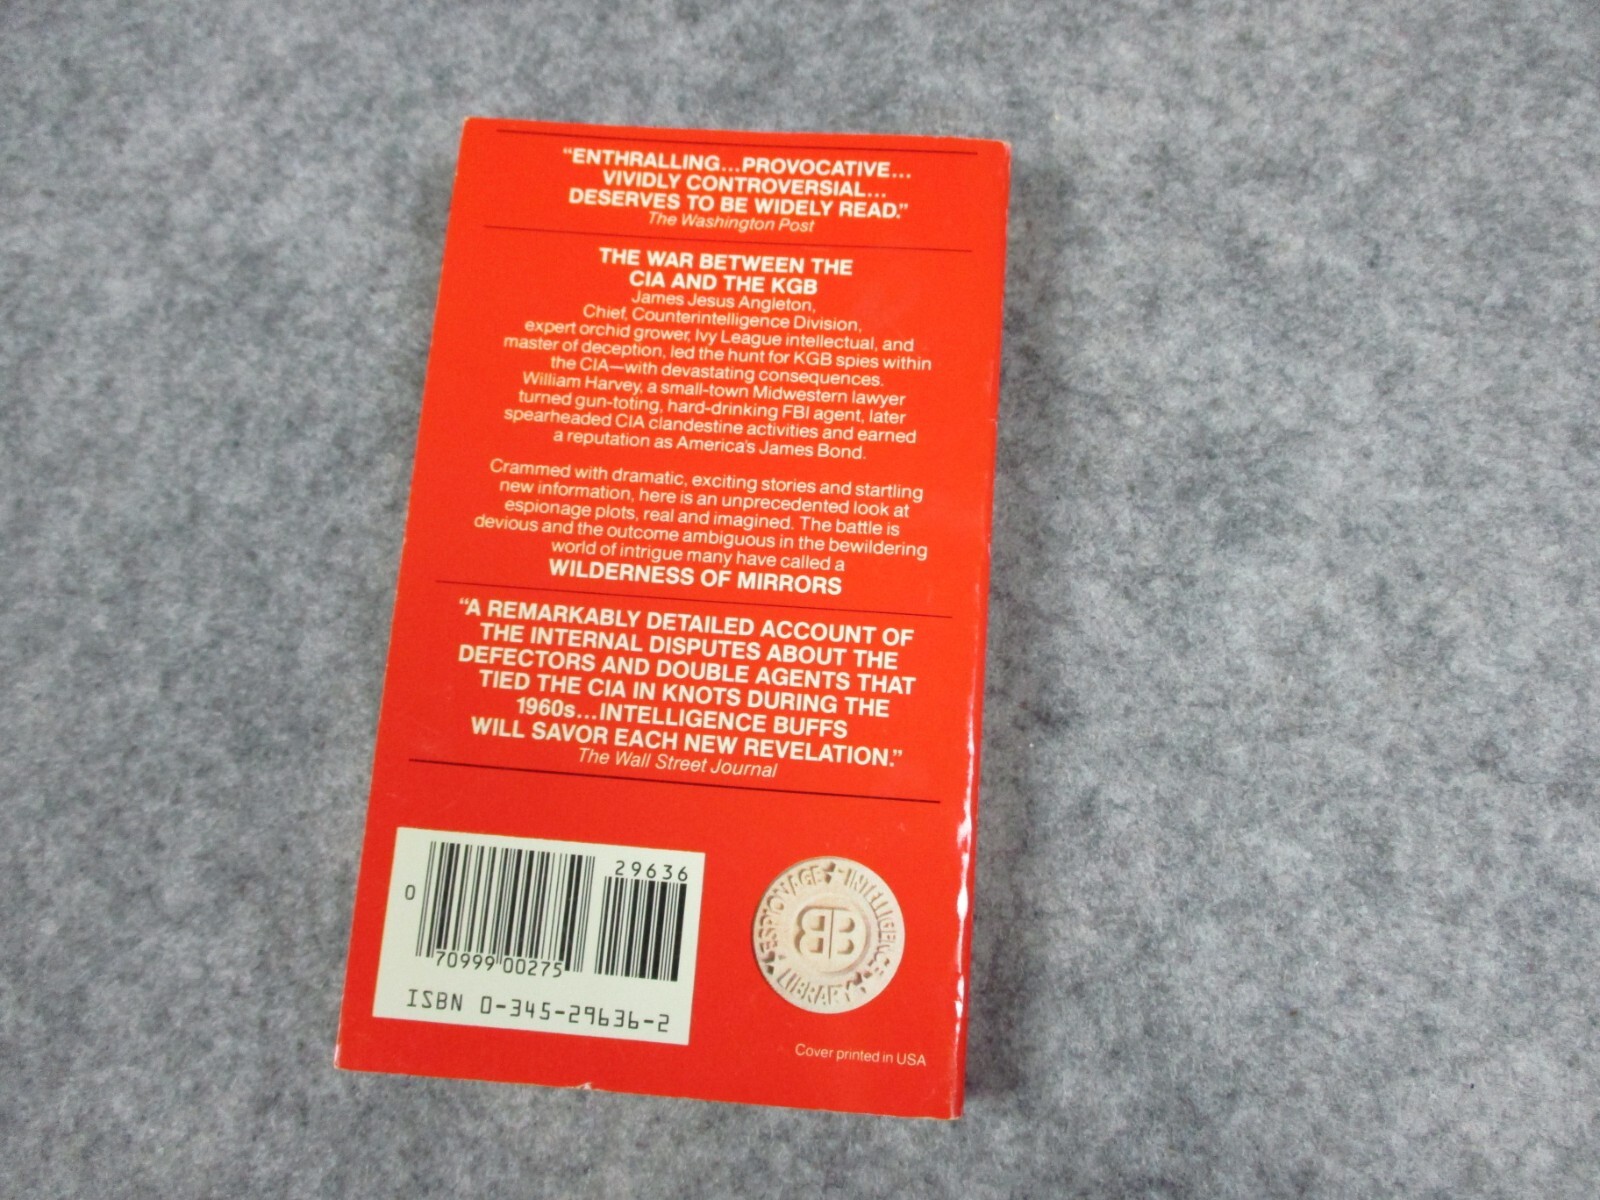 “ENTHRALLING...PROVOCATIVE...
VIVIDLY CONTROVERSIAL...
DESERVES TO BE WIDELY READ.”
The Washington Post
THE WAR BETWEEN THE
CIA AND THE KGB
James Jesus Angleton,
Chief, Counterintelligence Division,
expert orchid grower, Ivy League intellectual, and
master of deception, led the hunt for KGB spies within
the CIA—with devastating consequences.
William Harvey, a small-town Midwestern lawyer
turned gun-toting, hard-drinking FBI agent, later
spearheaded CIA clandestine activities and earned
a reputation as America's James Bond.
Crammed with dramatic, exciting stories and startling
new information, here is an unprecedented look at
espionage plots, real and imagined. The battle is
devious and the outcome ambiguous in the bewildering
world of intrigue many have called a
WILDERNESS OF MIRRORS
“A REMARKABLY DETAILED ACCOUNT OF
THE INTERNAL DISPUTES ABOUT THE
DEFECTORS AND DOUBLE AGENTS THAT
TIED THE CIA IN KNOTS DURING THE
1960s...INTELLIGENCE BUFFS
WILL SAVOR EACH NEW REVELATION.”
The Wall Street Journal
29636
0
70999 00275
ISBN 0-345-29636-2
ESPIONAGE INTELLIGENCE
LIBRARY
BB
Cover printed in USA